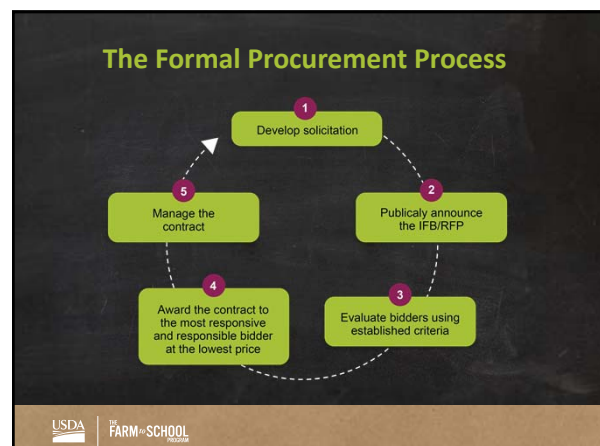 The Formal Procurement Process
1
Develop solicitation
2
Publicaly announce
the IFB/RFP
3
Evaluate bidders using
established criteria
4
Award the contract to
the most responsive
and responsible bidder
at the lowest price
5
Manage the
contract
USDA
THE
FARM to SCHOOL
PROGRAM